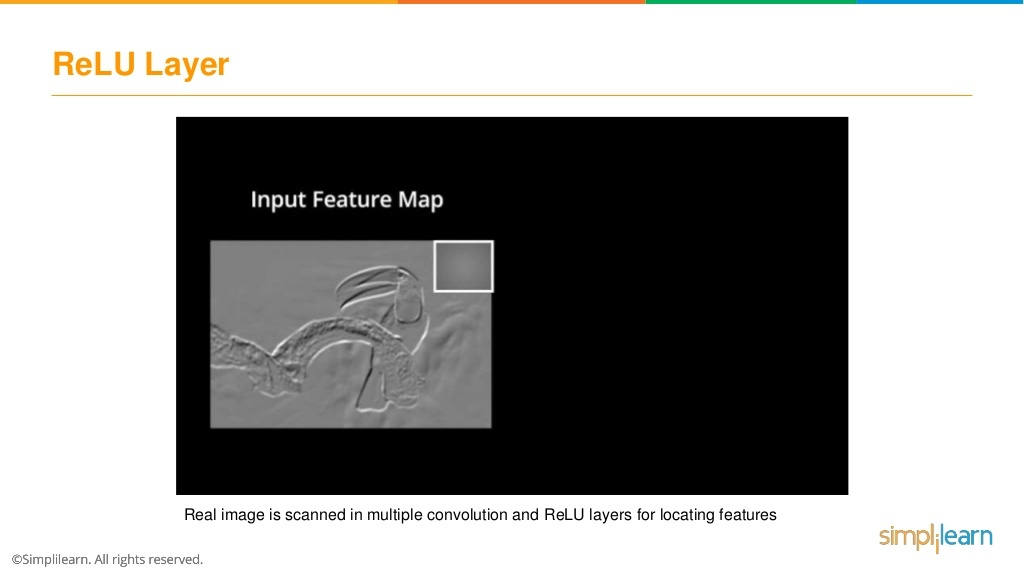 ReLU Layer
Input Feature Map
Real image is scanned in multiple convolution and ReLU layers for locating features
simplilearn
©Simplilearn. All rights reserved.